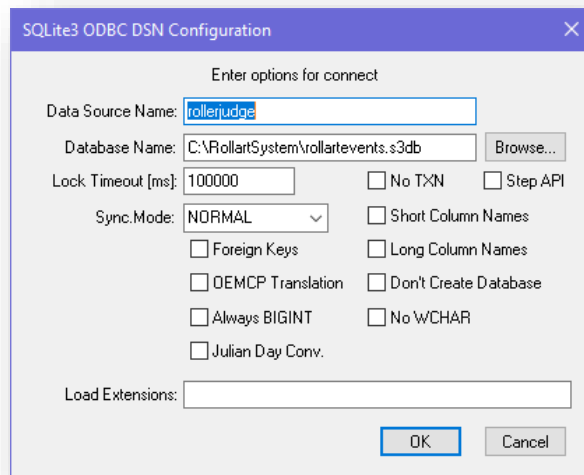 SQLite3 ODBC DSN Configuration
Enter options for connect
Data Source Name: rollerjudge
Database Name: C:\RollartSystem\rollartevents.s3db Browse...
Lock Timeout [ms]: 100000 No TXN Step API
Sync.Mode: NORMAL Short Column Names
Foreign Keys Long Column Names
OEMCP Translation Don't Create Database
Always BIGINT No WCHAR
Julian Day Conv.
Load Extensions:
OK Cancel